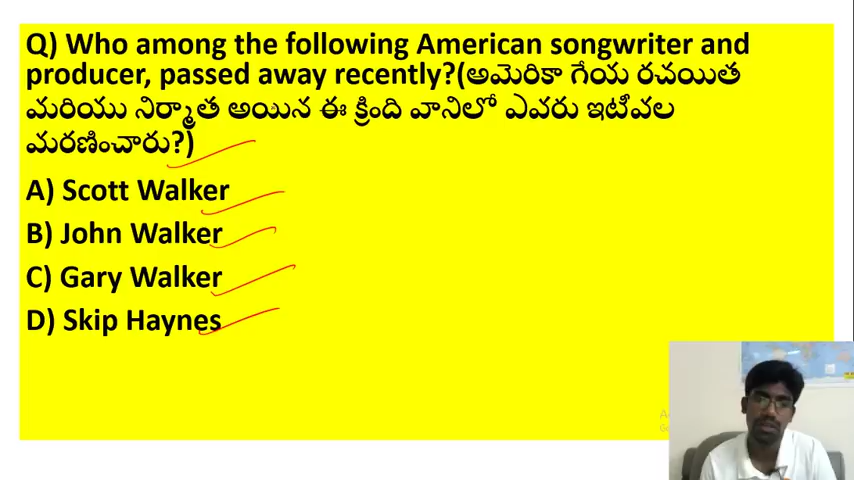 Q) Who among the following American songwriter and
producer, passed away recently?(అమెరికా గేయ రచయిత
మరియు నిర్మాత అయిన ఈ క్రింది వానిలో ఎవరు ఇటీవల
మరణించారు?)
A) Scott Walker
B) John Walker
C) Gary Walker
D) Skip Haynes